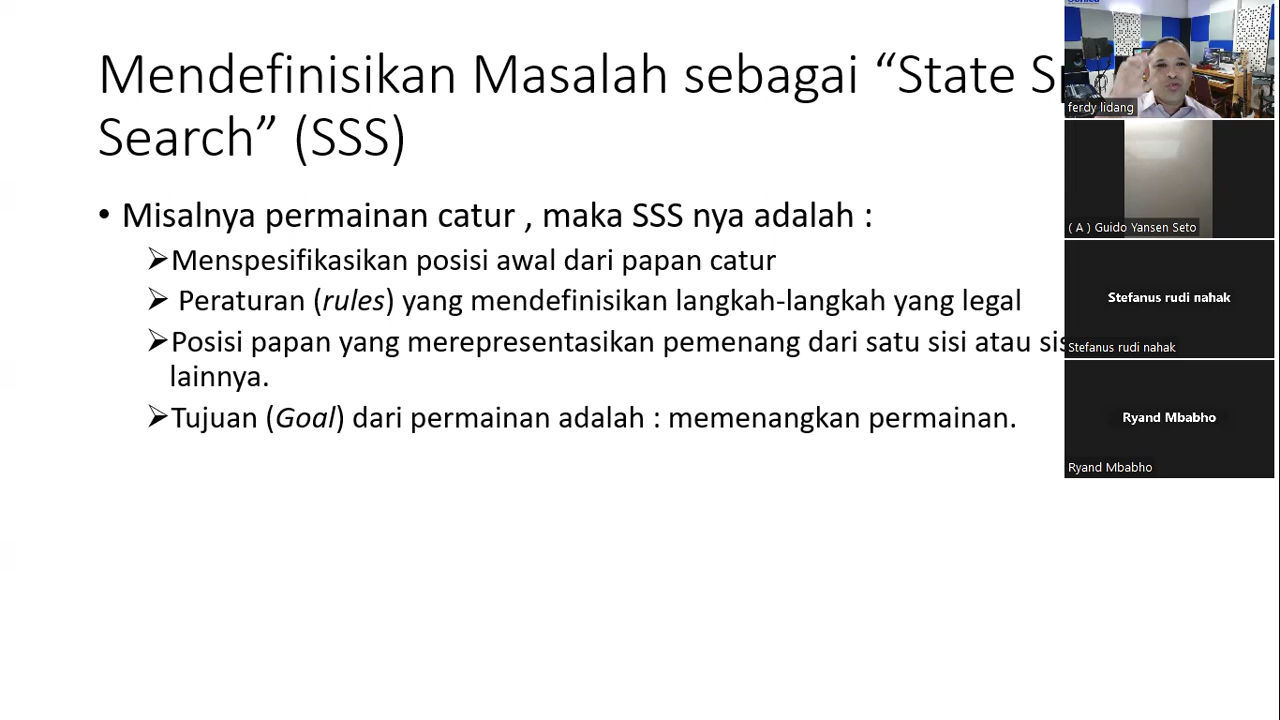 Mendefinisikan Masalah sebagai “State
Search” (SSS)
• Misalnya permainan catur , maka SSS nya adalah :
➢Menspesifikasikan posisi awal dari papan catur
➢ Peraturan (rules) yang mendefinisikan langkah-langkah yang legal
➢Posisi papan yang merepresentasikan pemenang dari satu sisi atau
lainnya.
➢Tujuan (Goal) dari permainan adalah : memenangkan permainan.
ferdy lidang
( A ) Guido Yansen Seto
Stefanus rudi nahak
Stefanus rudi nahak
Ryand Mbabho
Ryand Mbabho